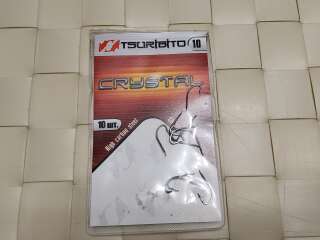 TSURIBITO 10
CRYSTAL
10 шт.
High carbon steel